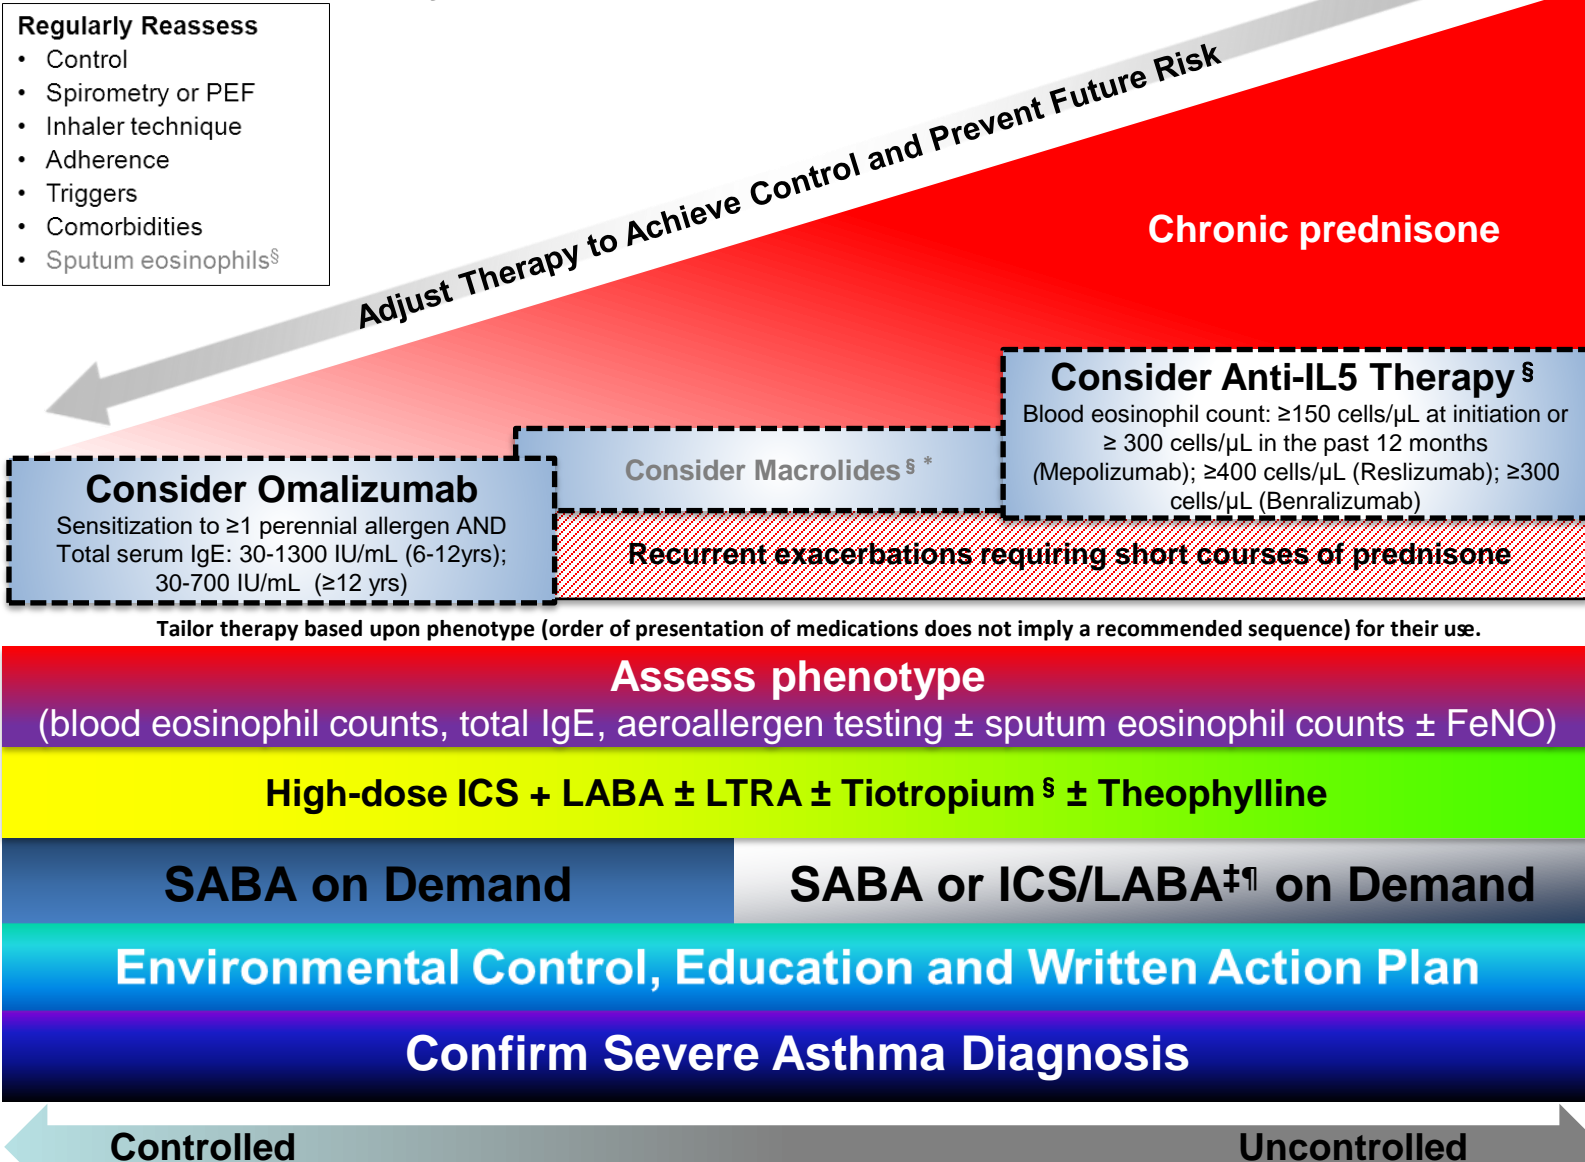 Regularly Reassess
• Control
• Spirometry or PEF
• Inhaler technique
• Adherence
• Triggers
• Comorbidities
• Sputum eosinophils§
Adjust Therapy to Achieve Control and Prevent Future Risk
Chronic prednisone
Consider Anti-IL5 Therapy §
Blood eosinophil count: ≥150 cells/µL at initiation or
≥ 300 cells/µL in the past 12 months
(Mepolizumab); ≥400 cells/µL (Reslizumab); ≥300
cells/µL (Benralizumab)
Consider Macrolides § *
Consider Omalizumab
Sensitization to ≥1 perennial allergen AND
Total serum IgE: 30-1300 IU/mL (6-12yrs);
30-700 IU/mL (≥12 yrs)
Recurrent exacerbations requiring short courses of prednisone
Tailor therapy based upon phenotype (order of presentation of medications does not imply a recommended sequence) for their use.
Assess phenotype
(blood eosinophil counts, total IgE, aeroallergen testing ± sputum eosinophil counts ± FeNO)
High-dose ICS + LABA ± LTRA ± Tiotropium § ± Theophylline
SABA on Demand
SABA or ICS/LABA‡¶ on Demand
Environmental Control, Education and Written Action Plan
Confirm Severe Asthma Diagnosis
Controlled
Uncontrolled